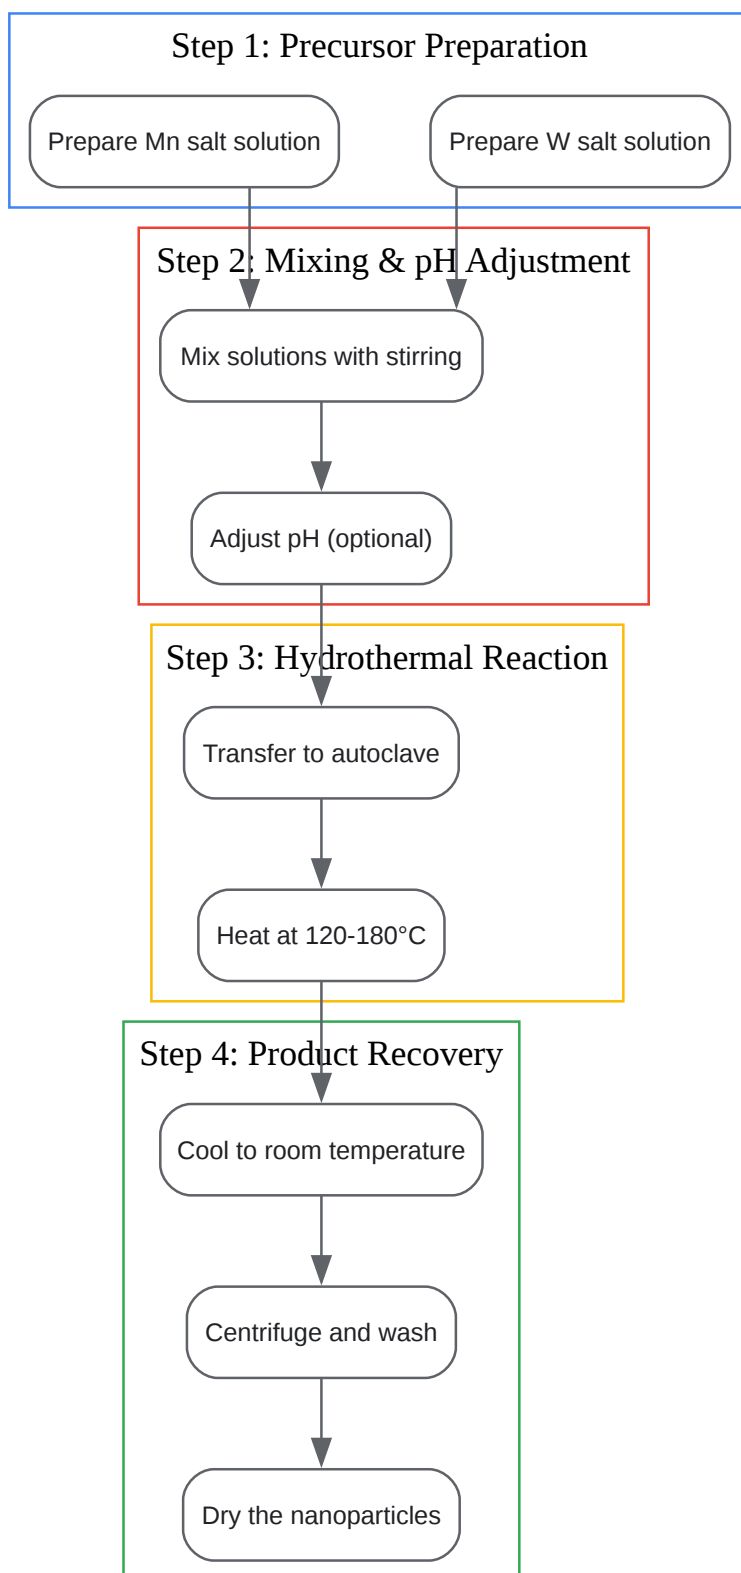 Step 1: Precursor Preparation
Prepare Mn salt solution
Prepare W salt solution
Step 2: Mixing & pH Adjustment
Mix solutions with stirring
Adjust pH (optional)
Step 3: Hydrothermal Reaction
Transfer to autoclave
Heat at 120-180°C
Step 4: Product Recovery
Cool to room temperature
Centrifuge and wash
Dry the nanoparticles